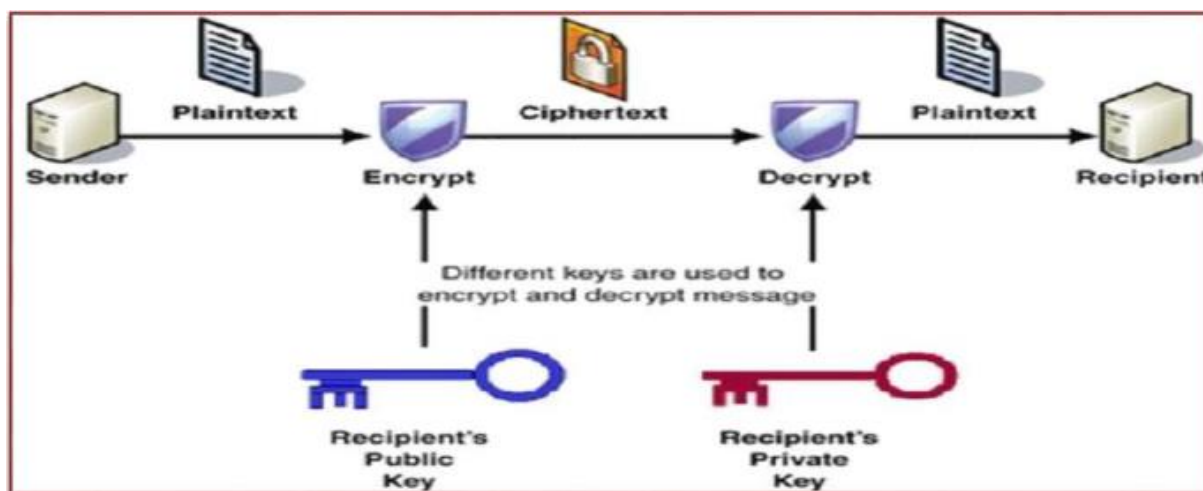 Plaintext
Ciphertext
Plaintext
Sender
Encrypt
Decrypt
Recipient
Different keys are used to
encrypt and decrypt message
Recipient's
Public
Key
Recipient's
Private
Key